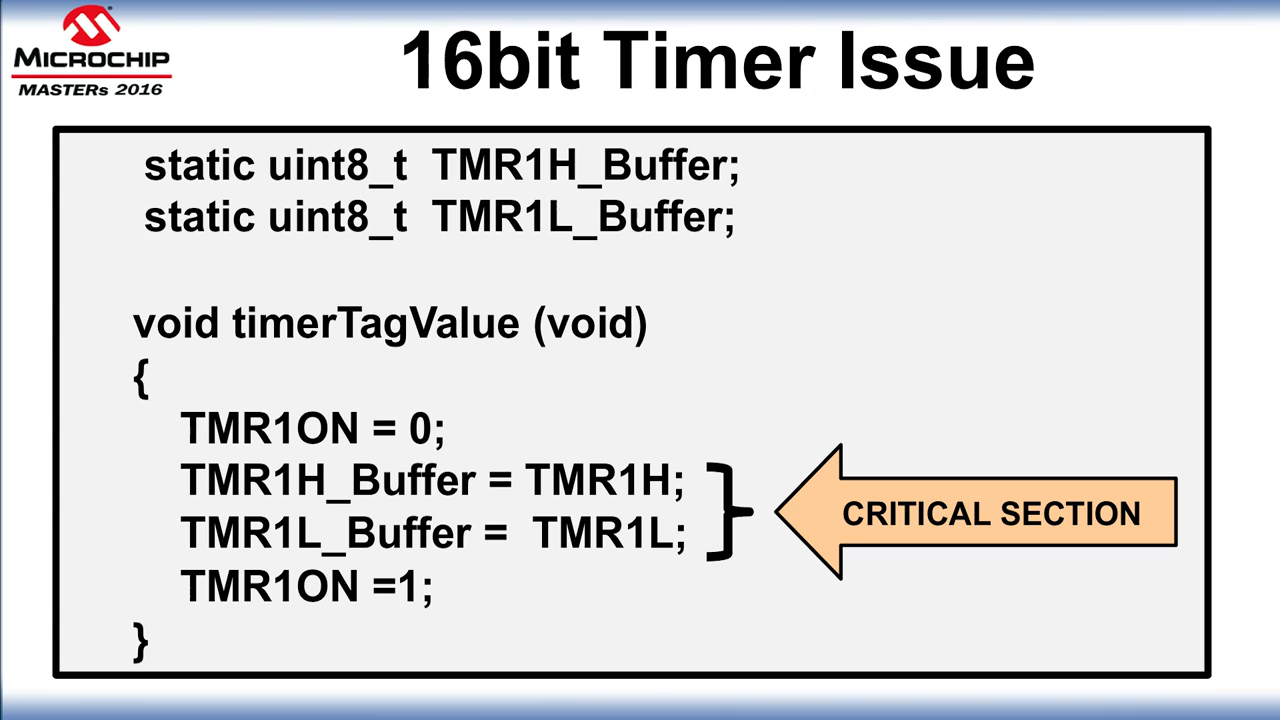 MICROCHIP
MASTERs 2016
16bit Timer Issue
static uint8_t TMR1H_Buffer;
static uint8_t TMR1L_Buffer;
void timerTagValue (void)
{
TMR1ON = 0;
TMR1H_Buffer = TMR1H;
TMR1L_Buffer = TMR1L;
CRITICAL SECTION
TMR1ON =1;
}